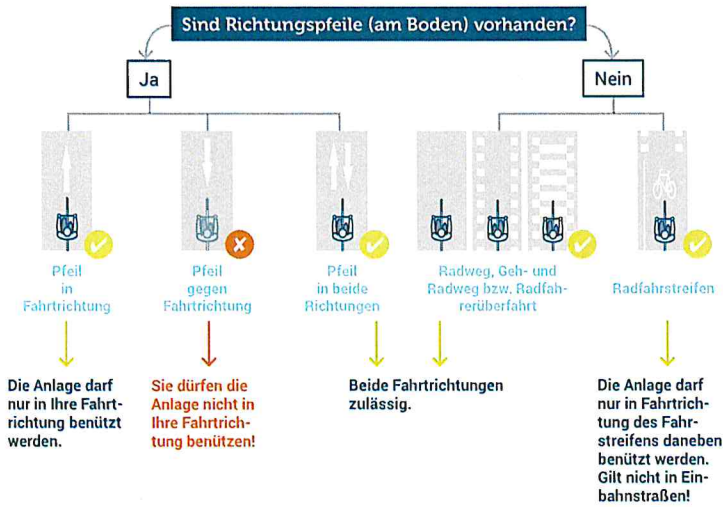 Sind Richtungspfeile (am Boden) vorhanden?
Ja
Nein
Pfeil
in
Fahrtrichtung
Pfeil
gegen
Fahrtrichtung
Pfeil
in beide
Richtungen
Radweg, Geh- und
Radweg bzw. Radfah-
rerüberfahrt
Radfahrstreifen
Die Anlage darf
nur in Ihre Fahrt-
richtung benützt
werden.
Sie dürfen die
Anlage nicht in
Ihre Fahrtrich-
tung benützen!
Beide Fahrtrichtungen
zulässig.
Die Anlage darf
nur in Fahrtrich-
tung des Fahr-
streifens daneben
benützt werden.
Gilt nicht in Ein-
bahnstraßen!